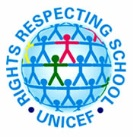 RIGHTS RESPECTING SCHOOL
• UNICEF •